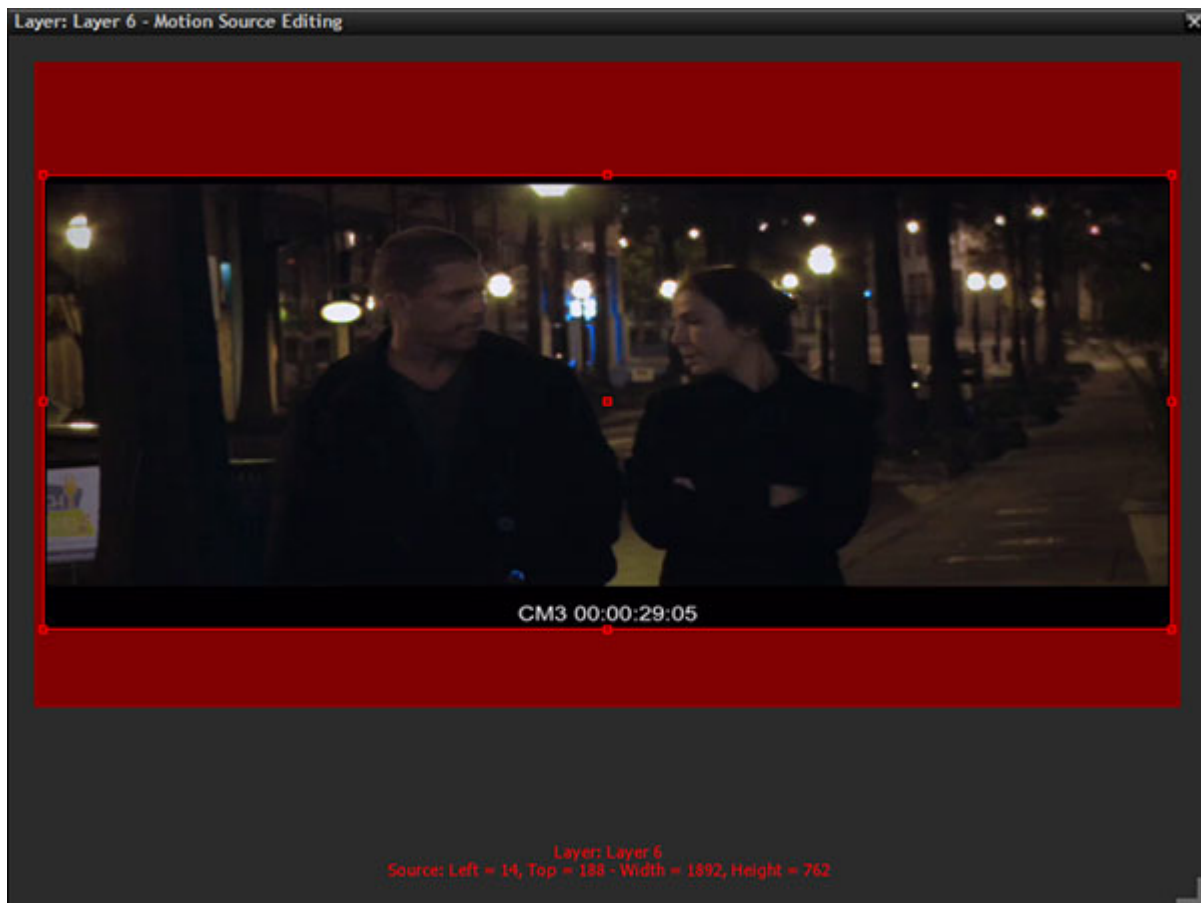 Layer: Layer 6 - Motion Source Editing
CM3 00:00:29:05
Layer: Layer 6
Source: Left = 14, Top = 188 - Width = 1892, Height = 762